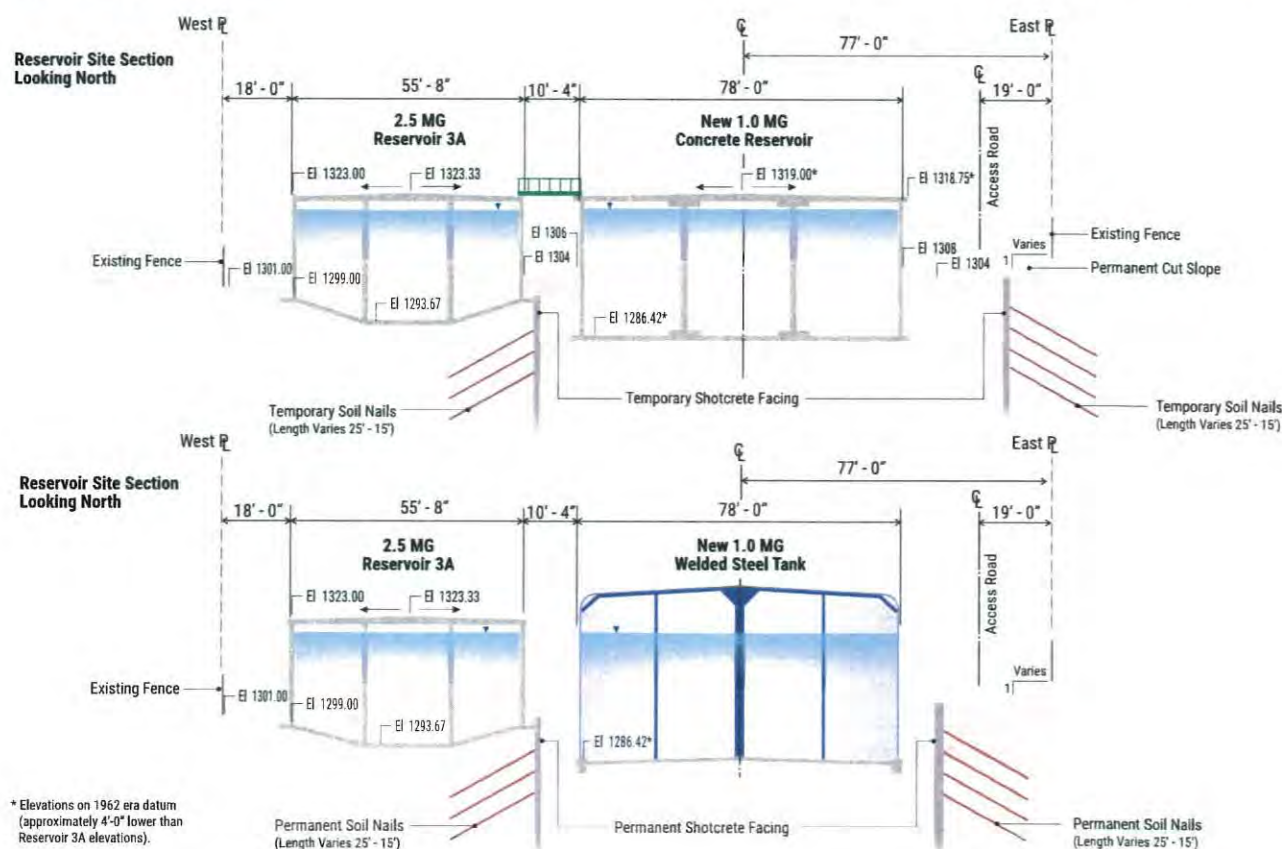 West ℄
℄
East ℄
77' - 0"
Reservoir Site Section
Looking North
℄
18' - 0"
55' - 8"
10' - 4"
78' - 0"
19' - 0"
2.5 MG
Reservoir 3A
New 1.0 MG
Concrete Reservoir
Access Road
El 1323.00
El 1323.33
El 1319.00*
El 1318.75*
Existing Fence
El 1301.00
El 1299.00
El 1293.67
El 1306
El 1304
El 1286.42*
El 1304
Varies
1
Existing Fence
Permanent Cut Slope
Temporary Soil Nails
(Length Varies 25' - 15')
Temporary Shotcrete Facing
Temporary Soil Nails
(Length Varies 25' - 15')
West ℄
℄
East ℄
77' - 0"
Reservoir Site Section
Looking North
℄
18' - 0"
55' - 8"
10' - 4"
78' - 0"
19' - 0"
2.5 MG
Reservoir 3A
New 1.0 MG
Welded Steel Tank
Access Road
El 1323.00
El 1323.33
Existing Fence
El 1301.00
El 1299.00
El 1293.67
El 1286.42*
Varies
1
* Elevations on 1962 era datum
(approximately 4'-0" lower than
Reservoir 3A elevations).
Permanent Soil Nails
(Length Varies 25' - 15')
Permanent Shotcrete Facing
Permanent Soil Nails
(Length Varies 25' - 15')